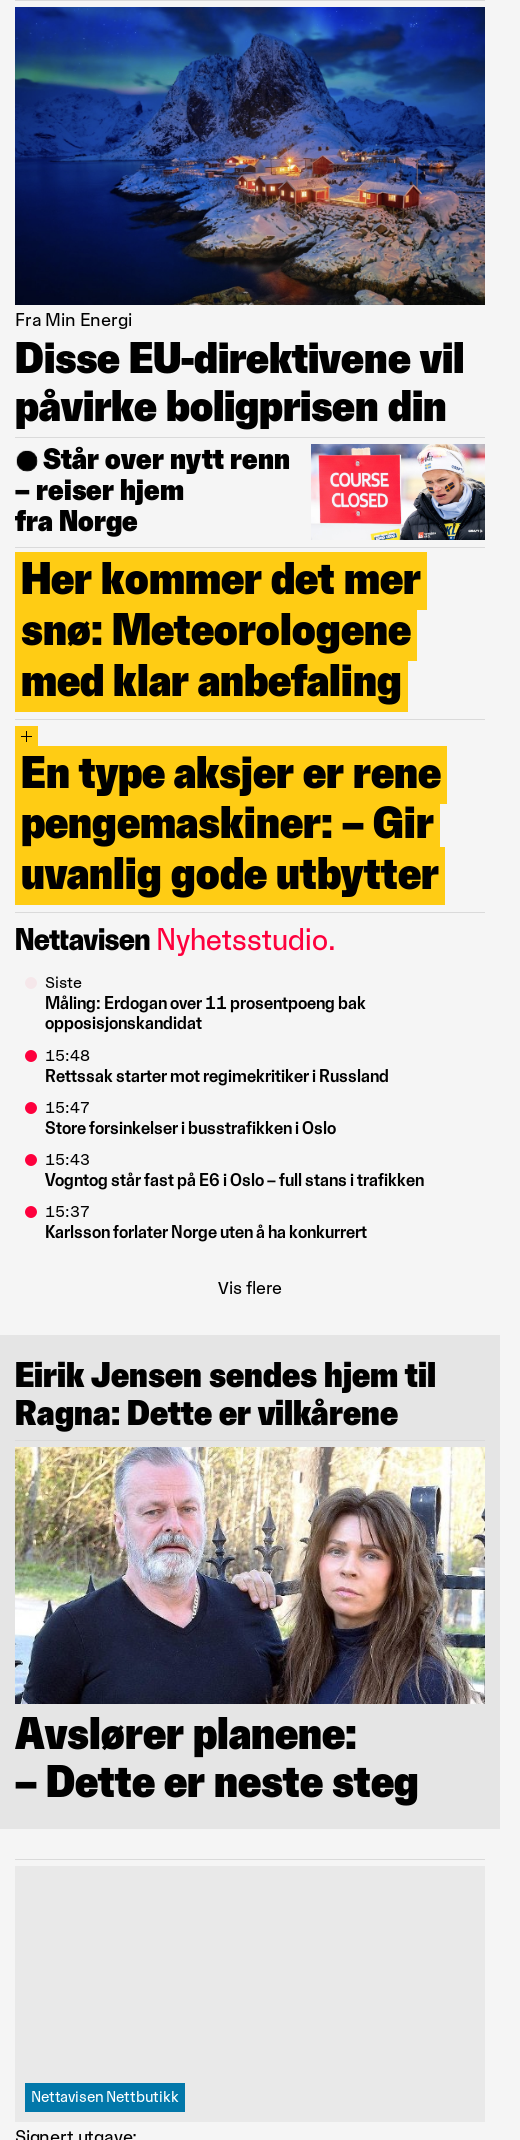 Fra Min Energi
Disse EU-direktivene vil
påvirke boligprisen din
Står over nytt renn
– reiser hjem
fra Norge
COURSE
CLOSED
Her kommer det mer
snø: Meteorologene
med klar anbefaling
+
En type aksjer er rene
pengemaskiner: – Gir
uvanlig gode utbytter
Nettavisen Nyhetsstudio.
Siste
Måling: Erdogan over 11 prosentpoeng bak
opposisjonskandidat
15:48
Rettssak starter mot regimekritiker i Russland
15:47
Store forsinkelser i busstrafikken i Oslo
15:43
Vogntog står fast på E6 i Oslo – full stans i trafikken
15:37
Karlsson forlater Norge uten å ha konkurrert
Vis flere
Eirik Jensen sendes hjem til
Ragna: Dette er vilkårene
Avslører planene:
– Dette er neste steg
Nettavisen Nettbutikk
Signert utgave: